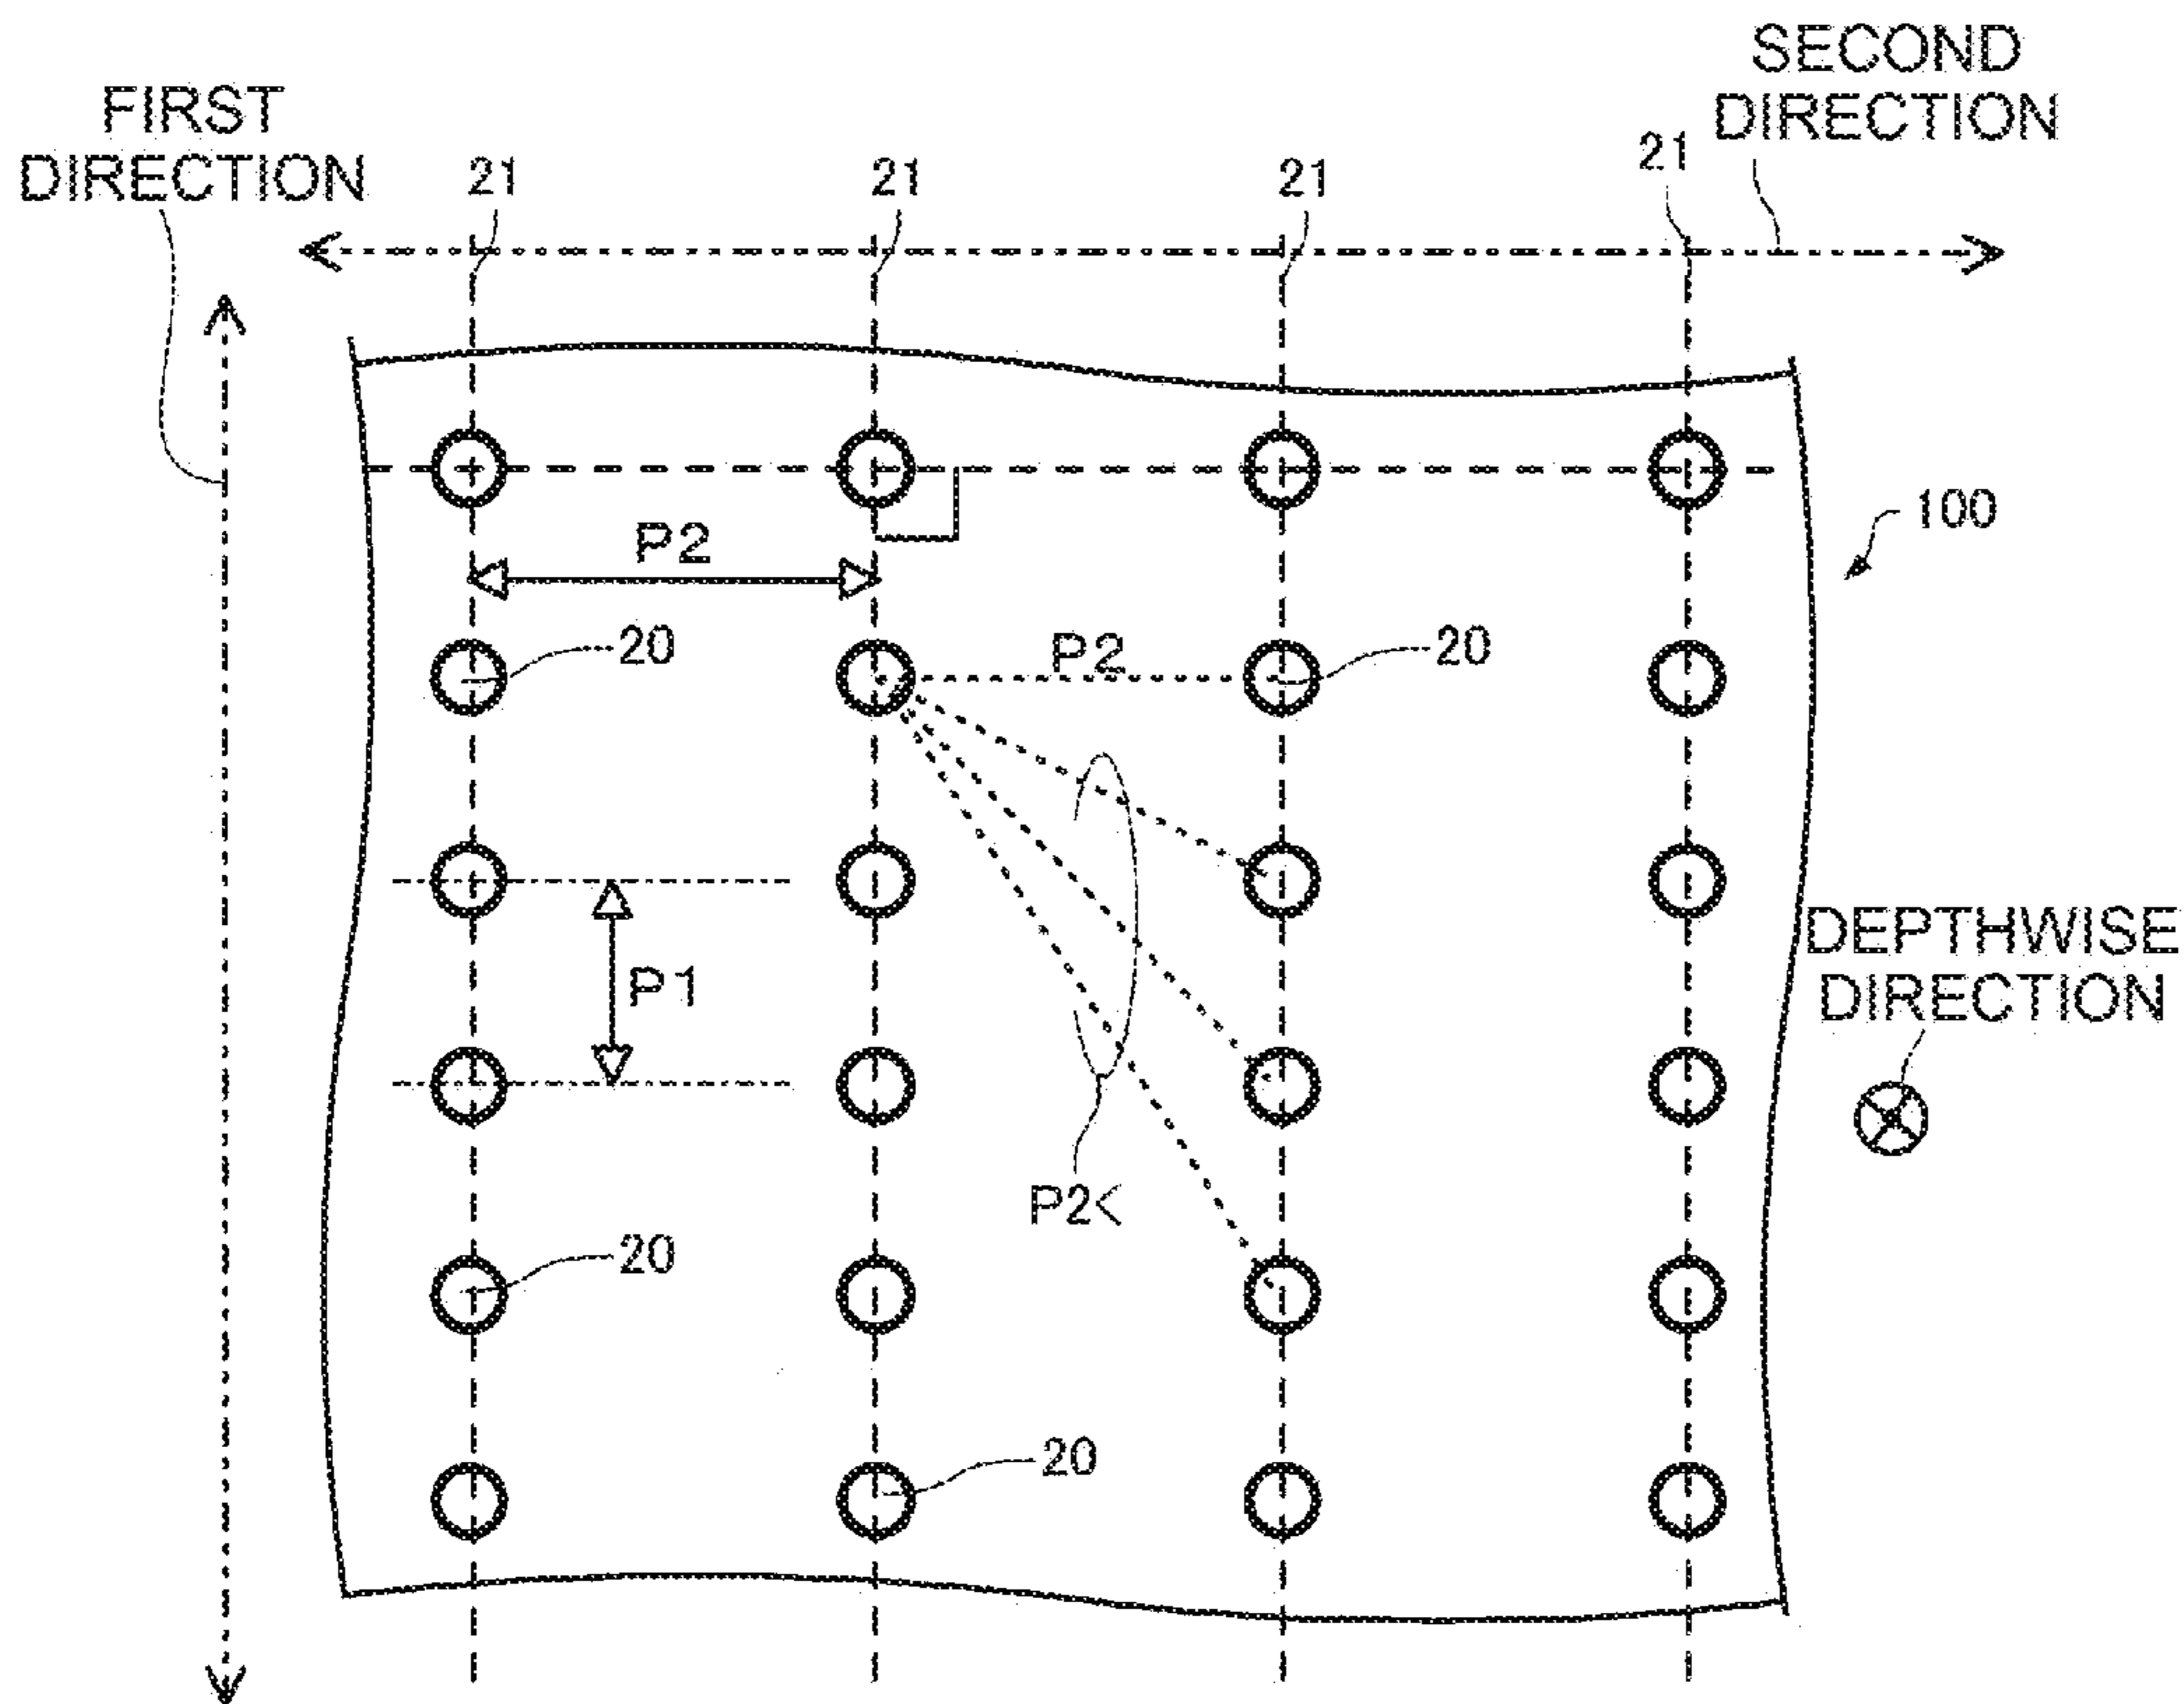 SECOND
DIRECTION
FIRST
DIRECTION
21
21
21
21
100
P2
20
P2
20
DEPTHWISE
DIRECTION
P1
P2<
20
20